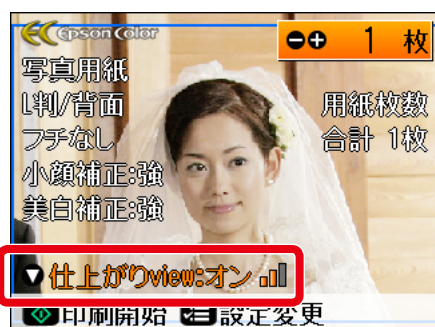 Epson Color
1 枚
写真用紙
L判/背面
用紙枚数
フチなし
合計 1枚
小顔補正:強
美白補正:強
仕上がりview:オン
印刷開始 設定変更